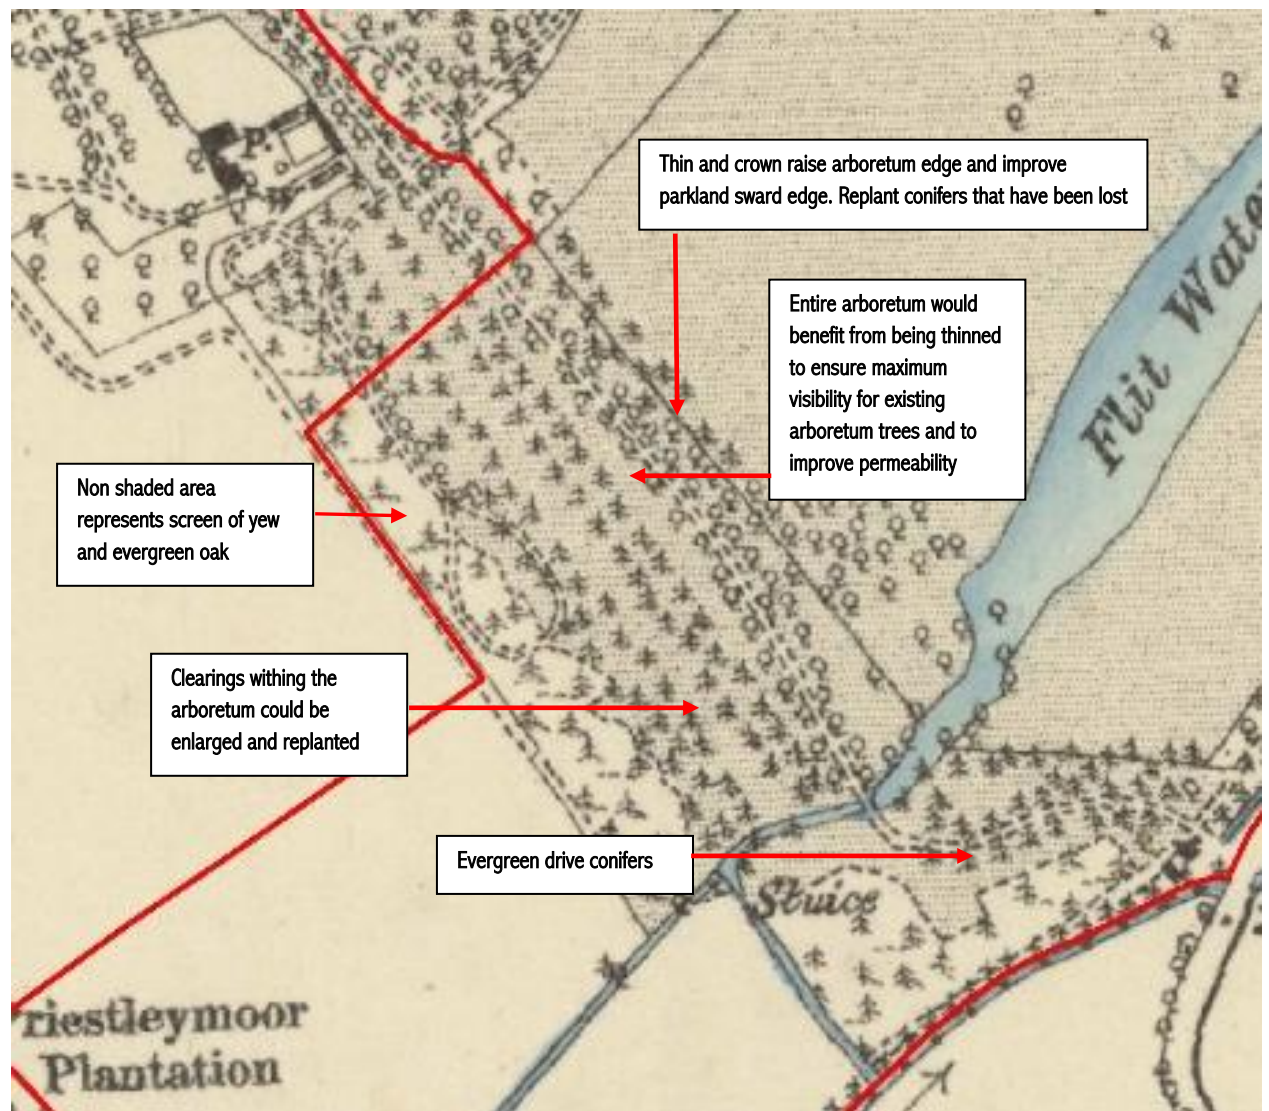 P.
Thin and crown raise arboretum edge and improve
parkland sward edge. Replant conifers that have been lost
Flit Wate
Entire arboretum would
benefit from being thinned
to ensure maximum
visibility for existing
arboretum trees and to
improve permeability
Non shaded area
represents screen of yew
and evergreen oak
Clearings withing the
arboretum could be
enlarged and replanted
Evergreen drive conifers
Sluice
riestleymoor
Plantation